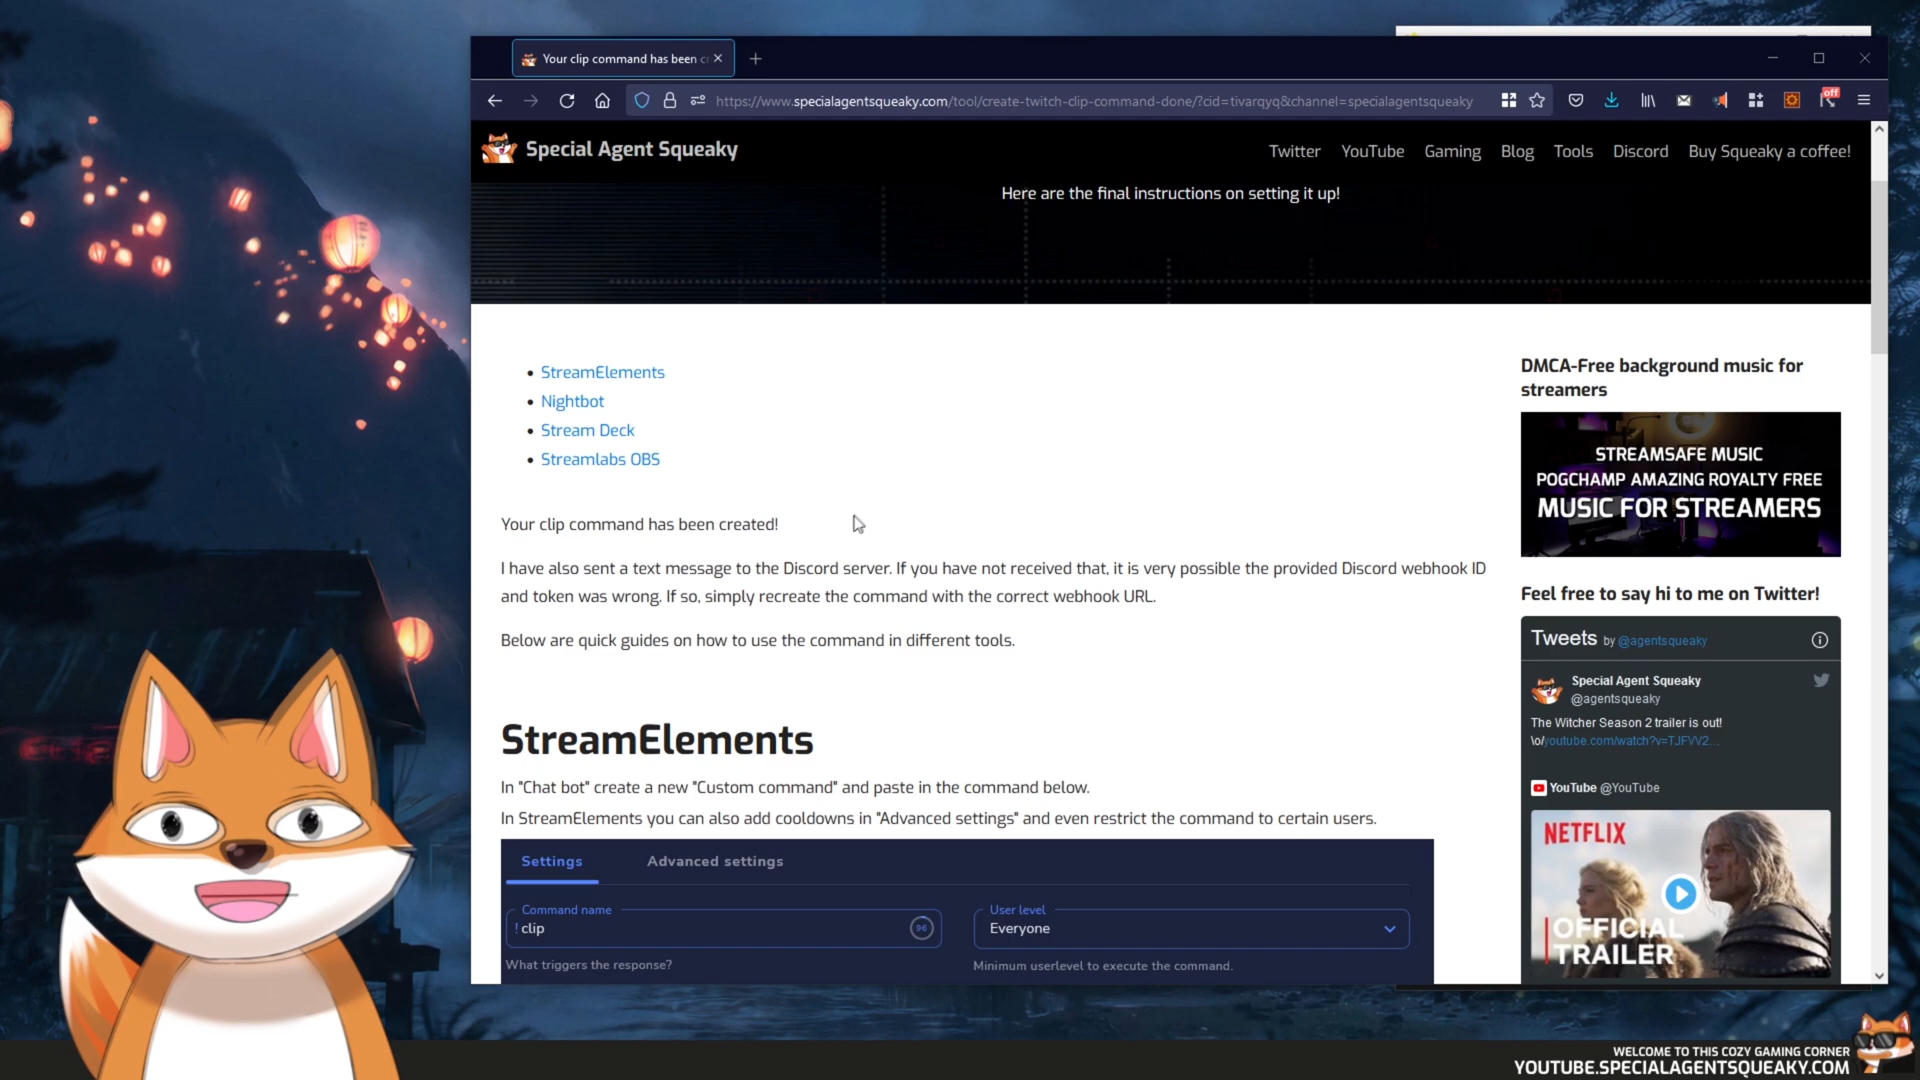 Your clip command has been c
off
https://www.specialagentsqueaky.com/tool/create-twitch-clip-command-done/?cid=tivarqyq&channel=specialagentsqueaky
Special Agent Squeaky
Twitter YouTube Gaming Blog Tools Discord Buy Squeaky a coffee!
Here are the final instructions on setting it up!
StreamElements
Nightbot
Stream Deck
Streamlabs OBS
Your clip command has been created!
I have also sent a text message to the Discord server. If you have not received that, it is very possible the provided Discord webhook ID
and token was wrong. If so, simply recreate the command with the correct webhook URL.
Below are quick guides on how to use the command in different tools.
StreamElements
In "Chat bot" create a new "Custom command" and paste in the command below.
In StreamElements you can also add cooldowns in "Advanced settings" and even restrict the command to certain users.
Settings Advanced settings
Command name
! clip
96
What triggers the response?
User level
Everyone
Minimum userlevel to execute the command.
DMCA-Free background music for
streamers
STREAMSAFE MUSIC
POGCHAMP AMAZING ROYALTY FREE
MUSIC FOR STREAMERS
Feel free to say hi to me on Twitter!
Tweets by @agentsqueaky
Special Agent Squeaky
@agentsqueaky
The Witcher Season 2 trailer is out!
\o/youtube.com/watch?v=TJFVV2…
YouTube @YouTube
NETFLIX
OFFICIAL
TRAILER
WELCOME TO THIS COZY GAMING CORNER
YOUTUBE.SPECIALAGENTSQUEAKY.COM